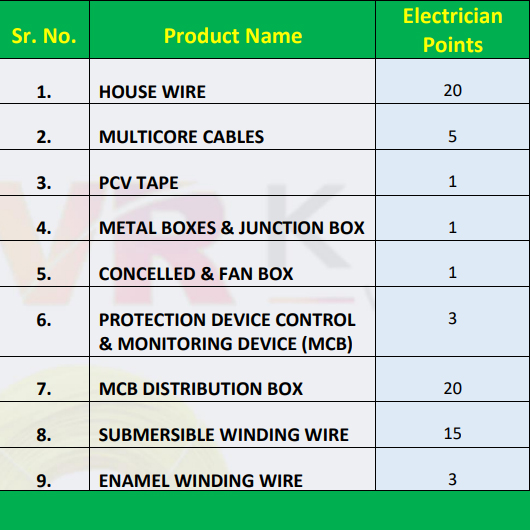 Sr. No. Product Name Electrician Points
1. HOUSE WIRE 20
2. MULTICORE CABLES 5
3. PCV TAPE 1
4. METAL BOXES & JUNCTION BOX 1
5. CONCELLED & FAN BOX 1
6. PROTECTION DEVICE CONTROL 3
& MONITORING DEVICE (MCB)
7. MCB DISTRIBUTION BOX 20
8. SUBMERSIBLE WINDING WIRE 15
9. ENAMEL WINDING WIRE 3
VR K